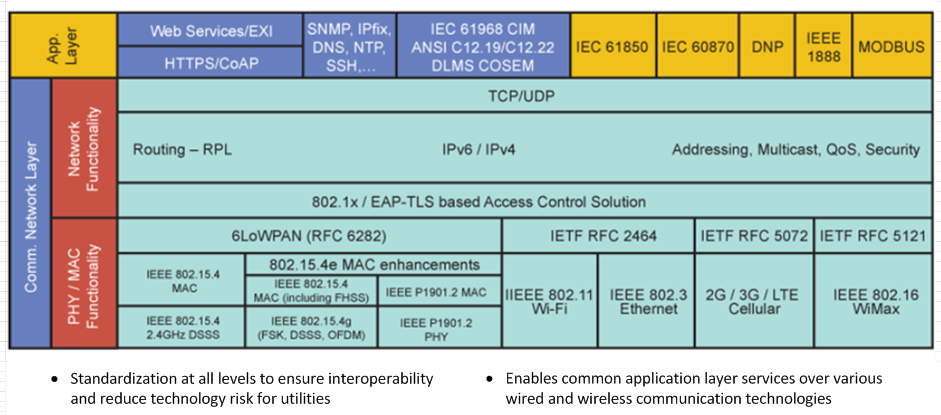 App.
Layer
Web Services/EXI
HTTPS/CoAP
SNMP, IPfix,
DNS, NTP,
SSH,...
IEC 61968 CIM
ANSI C12.19/C12.22
DLMS COSEM
IEC 61850
IEC 60870
DNP
IEEE
1888
MODBUS
Comm. Network Layer
Network
Functionality
TCP/UDP
Routing – RPL
IPv6 / IPv4
Addressing, Multicast, QoS, Security
802.1x / EAP-TLS based Access Control Solution
PHY / MAC
Functionality
6LoWPAN (RFC 6282)
IETF RFC 2464
IETF RFC 5072
IETF RFC 5121
IEEE 802.15.4
MAC
802.15.4e MAC enhancements
IEEE 802.15.4
MAC (including FHSS)
IEEE P1901.2 MAC
IEEE 802.15.4
2.4GHz DSSS
IEEE 802.15.4g
(FSK, DSSS, OFDM)
IEEE P1901.2
PHY
IIEEE 802.11
Wi-Fi
IEEE 802.3
Ethernet
2G / 3G / LTE
Cellular
IEEE 802.16
WiMax
• Standardization at all levels to ensure interoperability
and reduce technology risk for utilities
• Enables common application layer services over various
wired and wireless communication technologies